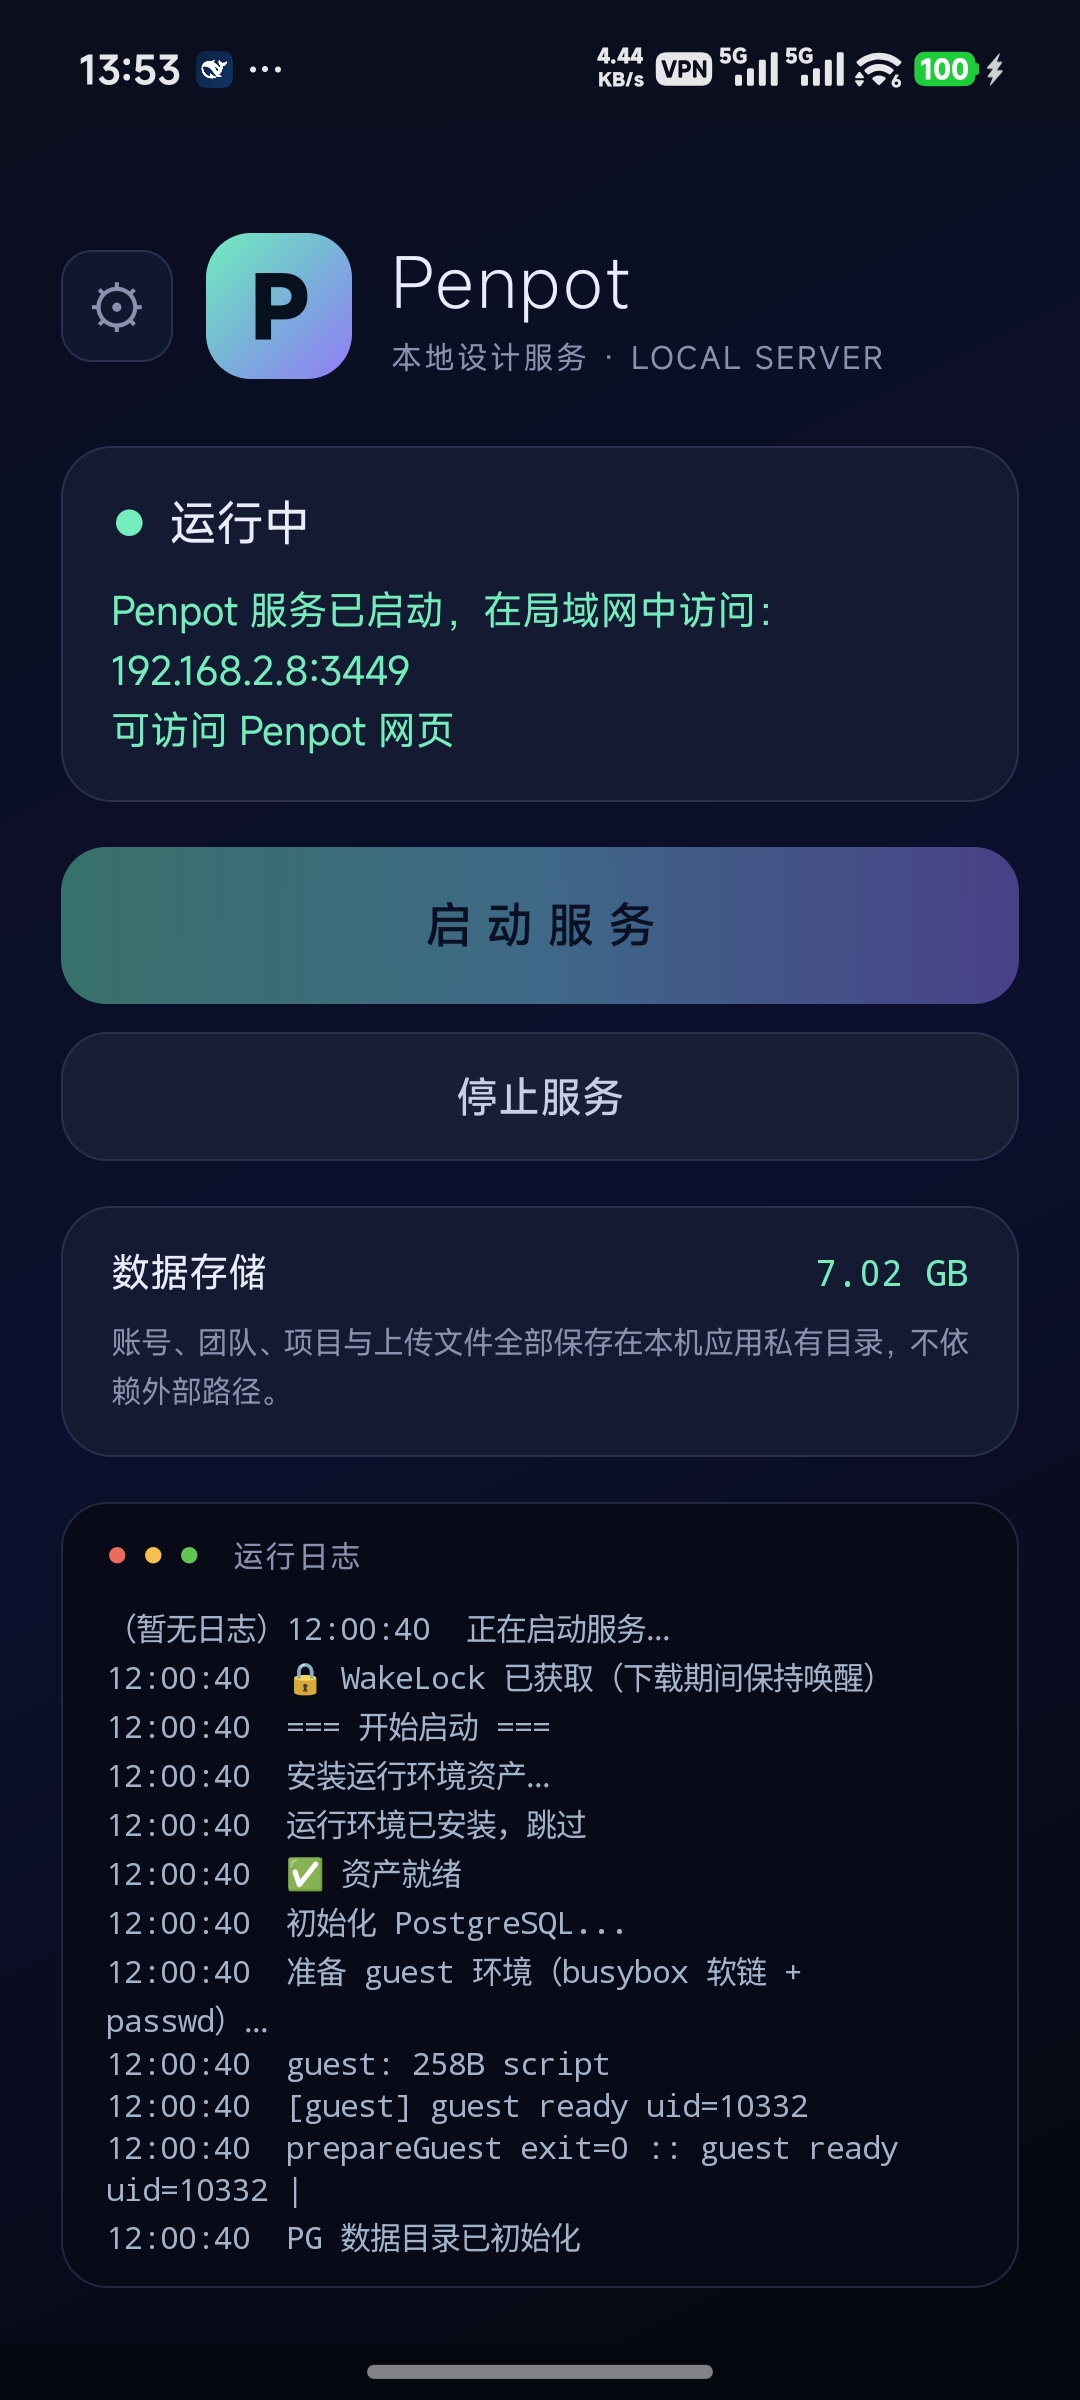 13:53 ··· 4.44 KB/s VPN 5G 5G 6 100
P
Penpot
本地设计服务 · LOCAL SERVER
运行中
Penpot 服务已启动，在局域网中访问：
192.168.2.8:3449
可访问 Penpot 网页
启动服务
停止服务
数据存储 7.02 GB
账号、团队、项目与上传文件全部保存在本机应用私有目录，不依
赖外部路径。
运行日志
（暂无日志）12:00:40 正在启动服务…
12:00:40 🔒 WakeLock 已获取（下载期间保持唤醒）
12:00:40 === 开始启动 ===
12:00:40 安装运行环境资产…
12:00:40 运行环境已安装，跳过
12:00:40 ✅ 资产就绪
12:00:40 初始化 PostgreSQL...
12:00:40 准备 guest 环境（busybox 软链 +
passwd）…
12:00:40 guest: 258B script
12:00:40 [guest] guest ready uid=10332
12:00:40 prepareGuest exit=0 :: guest ready
uid=10332 |
12:00:40 PG 数据目录已初始化